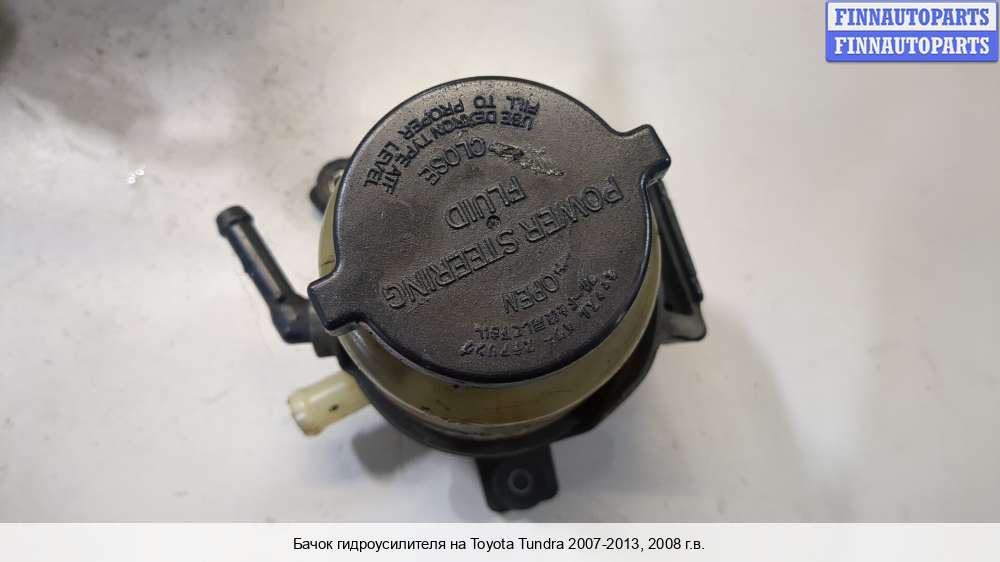 FINNAUTOPARTS
FINNAUTOPARTS
USE DEXRON TYPE ATF
FILL TO PROPER LEVEL
CLOSE
POWER STEERING
FLUID
OPEN
Бачок гидроусилителя на Toyota Tundra 2007-2013, 2008 г.в.